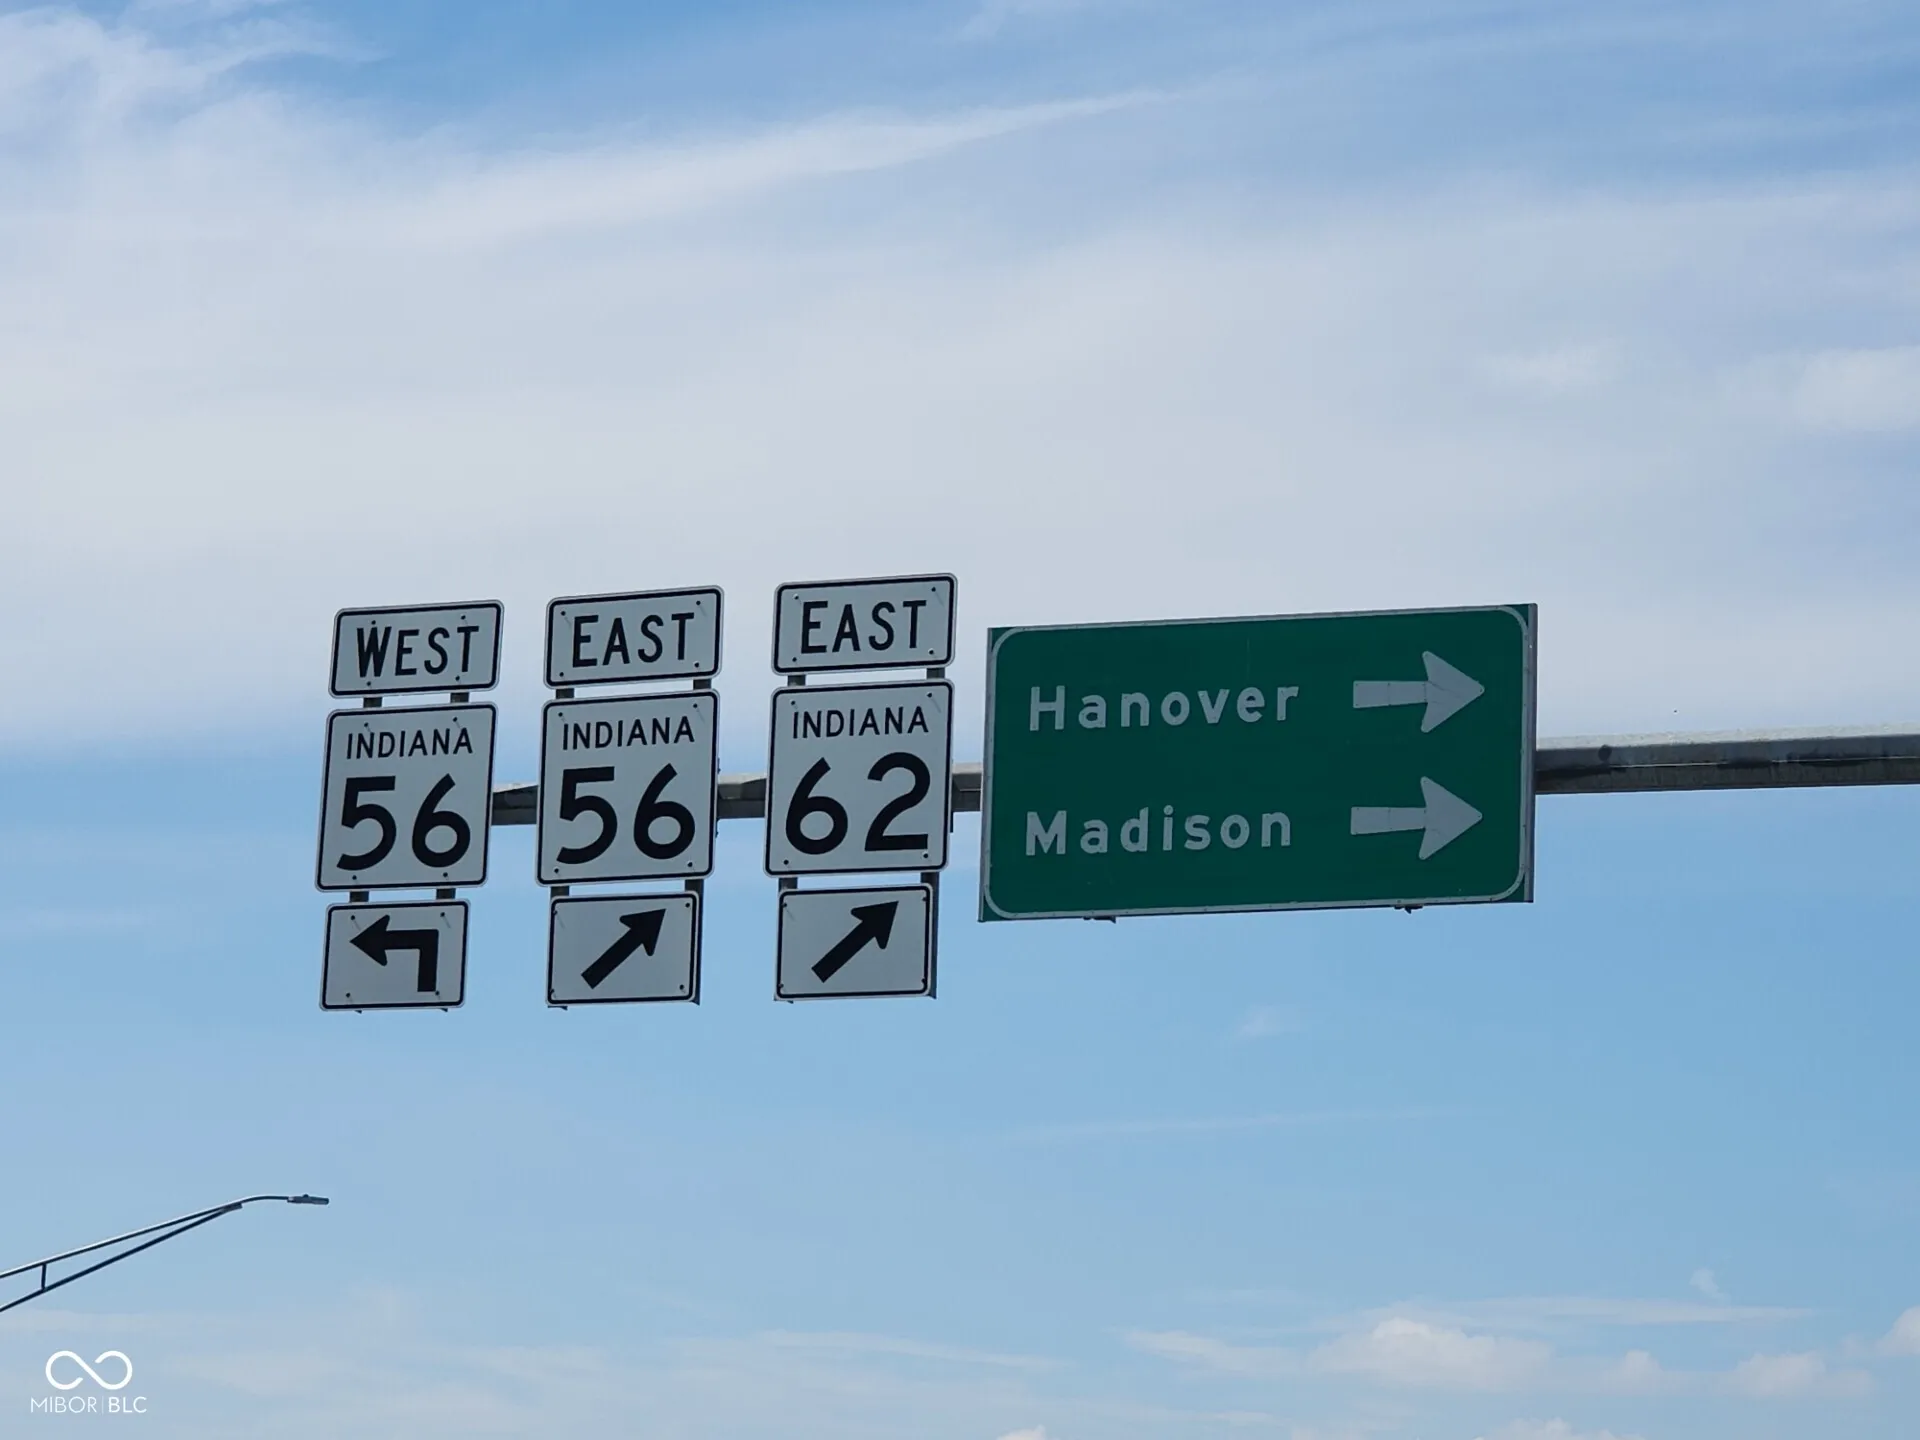 WEST
INDIANA
56
EAST
INDIANA
56
EAST
INDIANA
62
Hanover
Madison
MIBOR|BLC